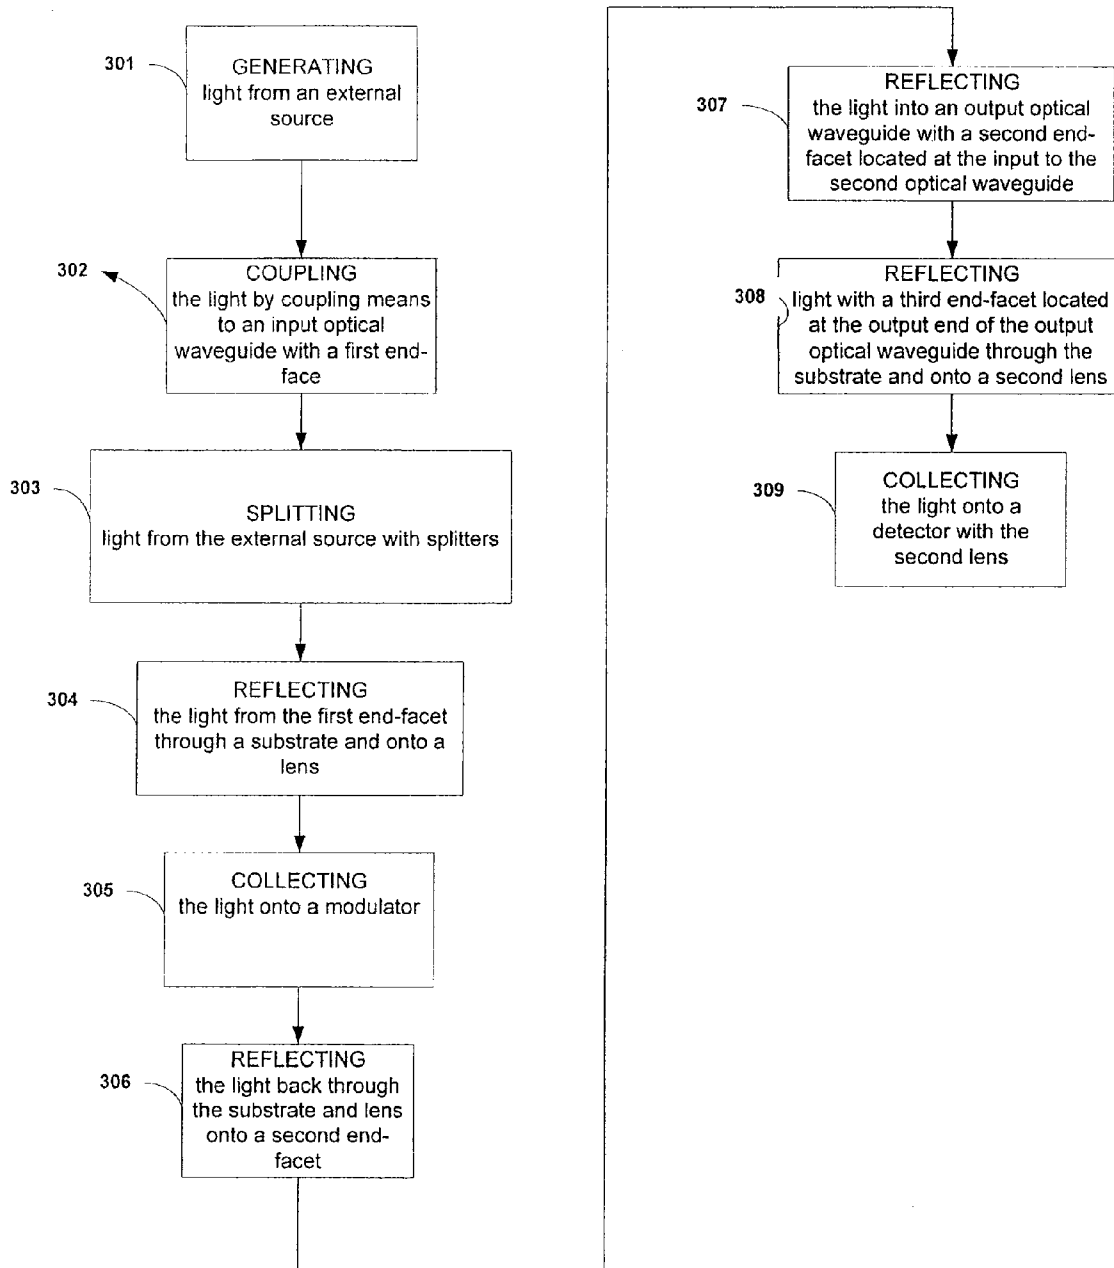 301
GENERATING
light from an external
source
302
COUPLING
the light by coupling means
to an input optical
waveguide with a first end-
face
303
SPLITTING
light from the external source with splitters
304
REFLECTING
the light from the first end-facet
through a substrate and onto a
lens
305
COLLECTING
the light onto a modulator
306
REFLECTING
the light back through
the substrate and lens
onto a second end-
facet
307
REFLECTING
the light into an output optical
waveguide with a second end-
facet located at the input to the
second optical waveguide
308
REFLECTING
light with a third end-facet located
at the output end of the output
optical waveguide through the
substrate and onto a second lens
309
COLLECTING
the light onto a
detector with the
second lens